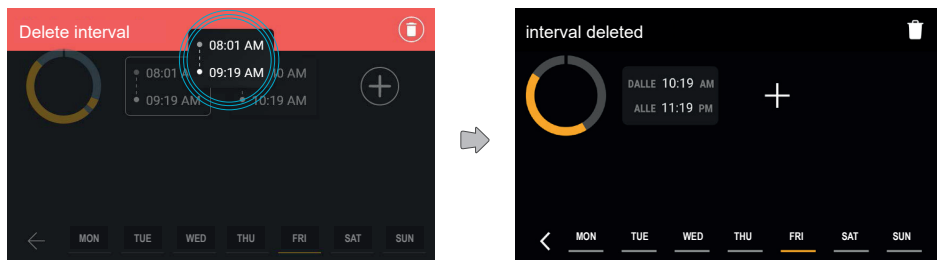 Delete interval
08:01 AM
09:19 AM
08:01 A
0 AM
09:19 AM
10:19 AM
MON TUE WED THU FRI SAT SUN
interval deleted
DALLE 10:19 AM
ALLE 11:19 PM
MON TUE WED THU FRI SAT SUN